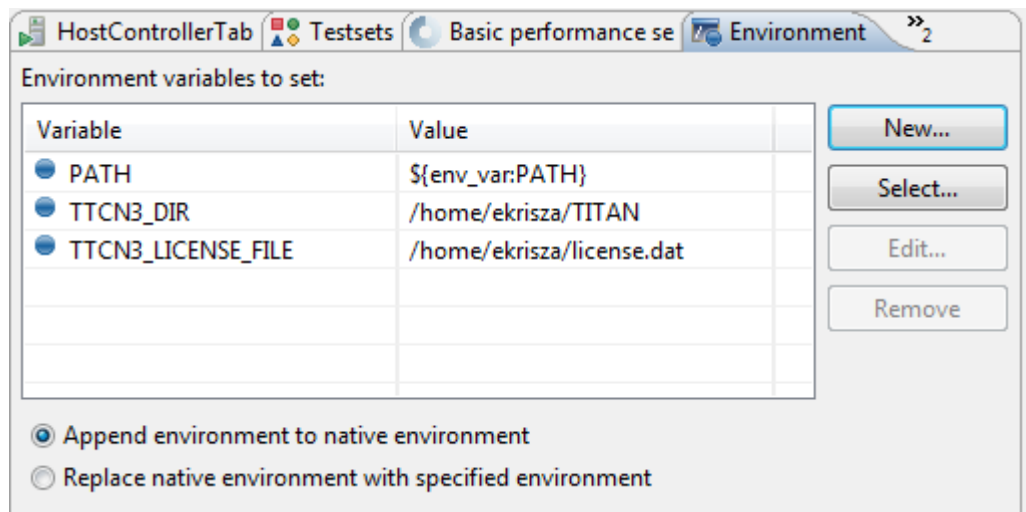 HostControllerTab Testsets Basic performance se Environment »2
Environment variables to set:
Variable Value New...
PATH ${env_var:PATH} Select...
TTCN3_DIR /home/ekrisza/TITAN
TTCN3_LICENSE_FILE /home/ekrisza/license.dat Edit...
Remove
Append environment to native environment
Replace native environment with specified environment